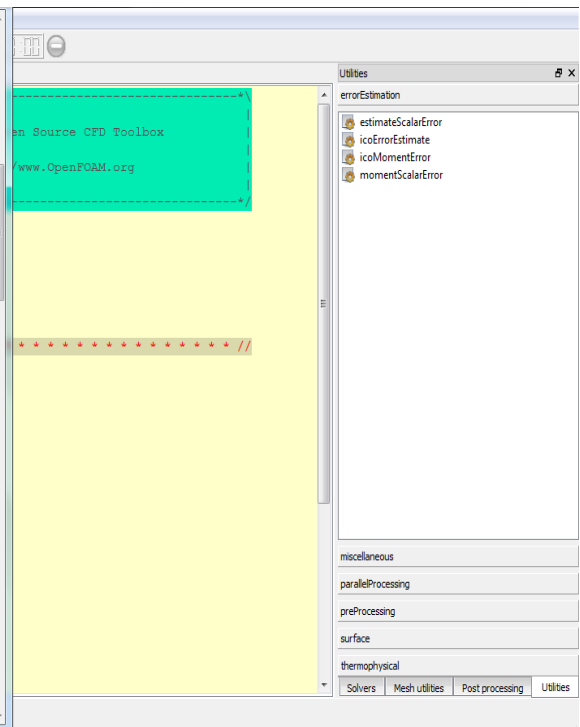 :00
Utilities
errorEstimation
------------------------------*\
|
en Source CFD Toolbox |
|
/www.OpenFOAM.org |
|
------------------------------*/
* * * * * * * * * * * * * * * //
estimateScalarError
icoErrorEstimate
icoMomentError
momentScalarError
miscellaneous
parallelProcessing
preProcessing
surface
thermophysical
Solvers Mesh utilities Post processing Utilities